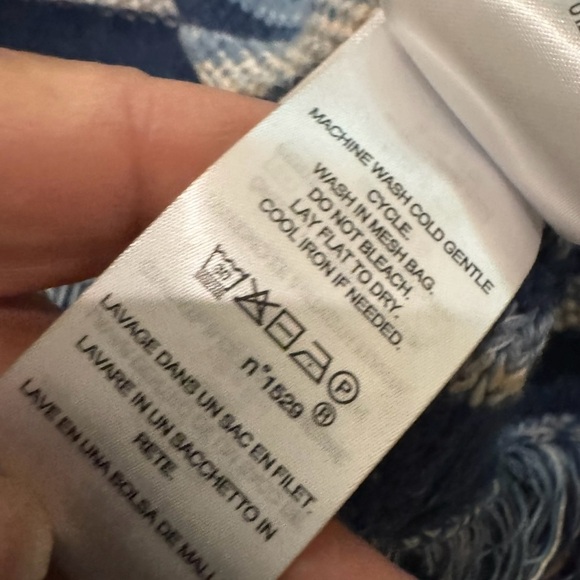 MACHINE WASH COLD GENTLE
CYCLE.
WASH IN MESH BAG.
DO NOT BLEACH.
LAY FLAT TO DRY.
COOL IRON IF NEEDED.
30
P
n°1529 ®
LAVAGE DANS UN SAC EN FILET.
LAVARE IN UN SACCHETTO IN
RETE.
LAVE EN UNA BOLSA DE MAL